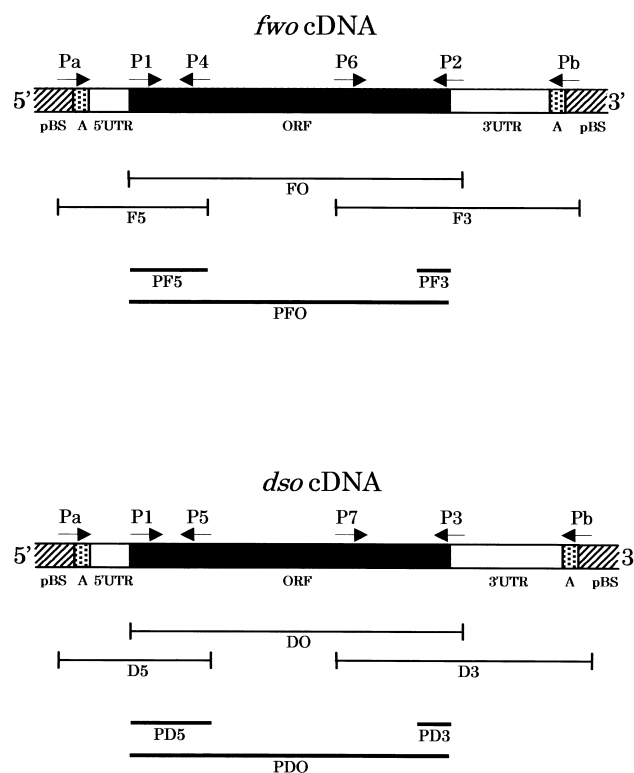 fwo cDNA
Pa P1 P4 P6 P2 Pb
5' 3'
pBS A 5'UTR ORF 3'UTR A pBS
FO
F5 F3
PF5 PF3
PFO
dso cDNA
Pa P1 P5 P7 P3 Pb
5' 3
pBS A 5'UTR ORF 3'UTR A pBS
DO
D5 D3
PD5 PD3
PDO